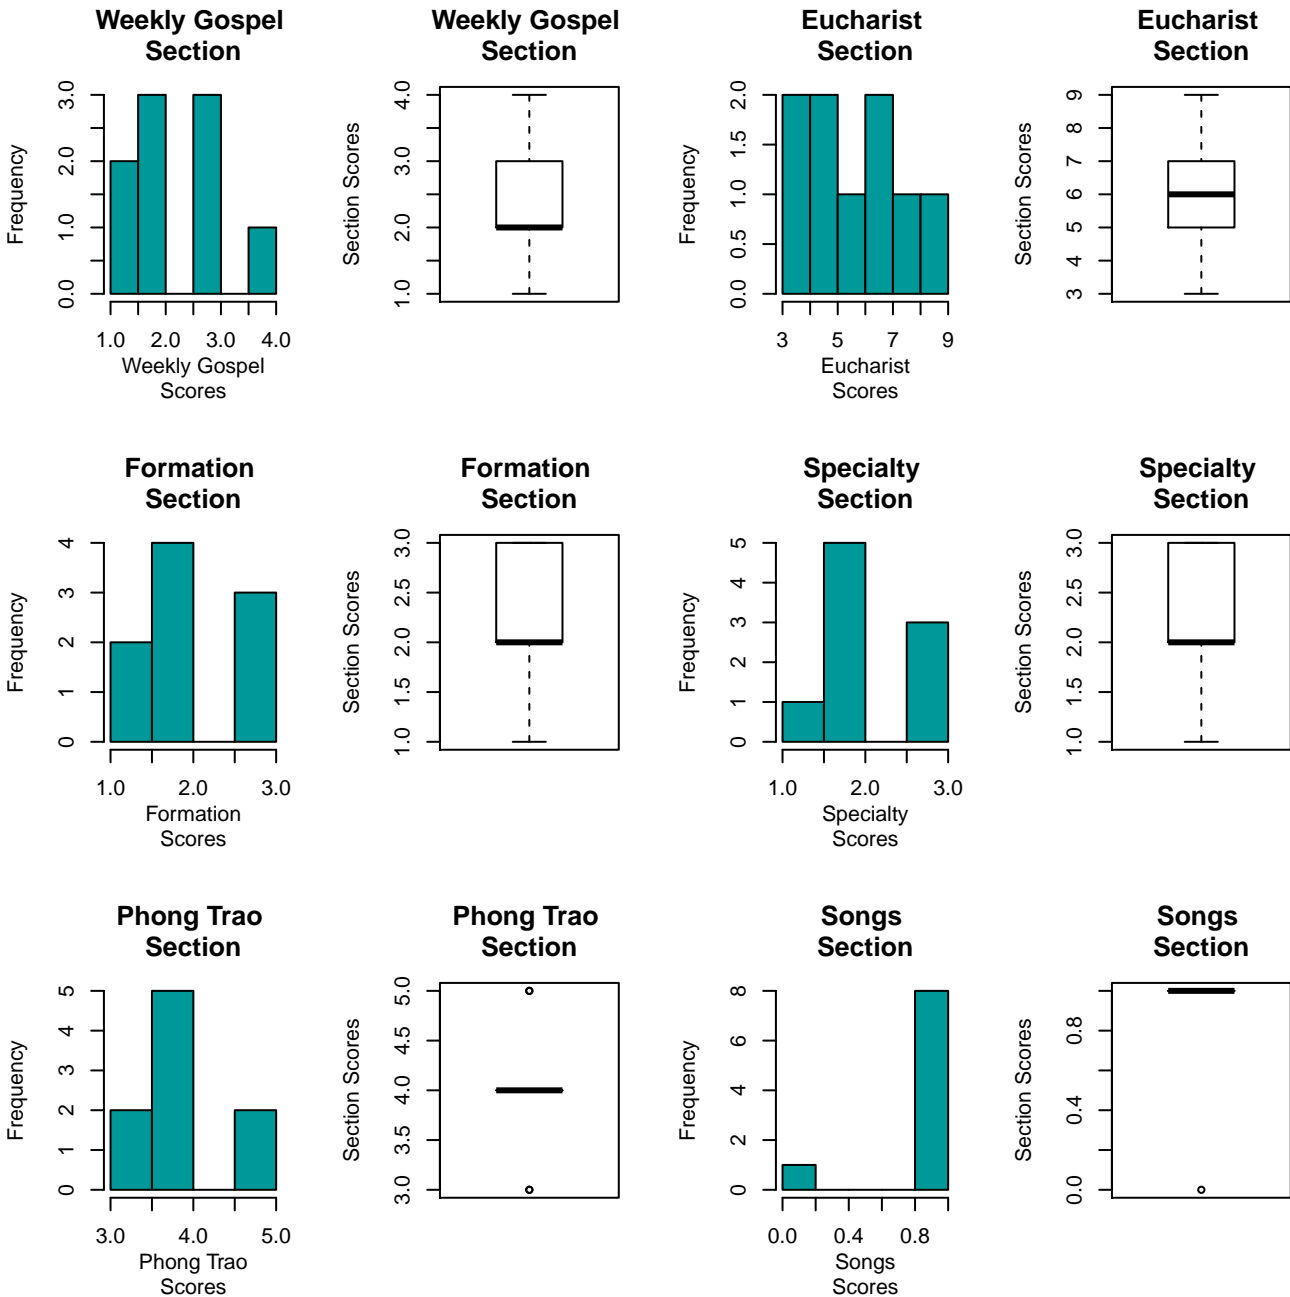 Weekly Gospel
Section
Frequency
0.0
1.0
2.0
3.0
1.0
2.0
3.0
4.0
Weekly Gospel
Scores
Weekly Gospel
Section
Section Scores
1.0
2.0
3.0
4.0
Eucharist
Section
Frequency
0.0
0.5
1.0
1.5
2.0
3
5
7
9
Eucharist
Scores
Eucharist
Section
Section Scores
3
4
5
6
7
8
9
Formation
Section
Frequency
0
1
2
3
4
1.0
2.0
3.0
Formation
Scores
Formation
Section
Section Scores
1.0
1.5
2.0
2.5
3.0
Specialty
Section
Frequency
0
1
2
3
4
5
1.0
2.0
3.0
Specialty
Scores
Specialty
Section
Section Scores
1.0
1.5
2.0
2.5
3.0
Phong Trao
Section
Frequency
0
1
2
3
4
5
3.0
4.0
5.0
Phong Trao
Scores
Phong Trao
Section
Section Scores
3.0
3.5
4.0
4.5
5.0
Songs
Section
Frequency
0
2
4
6
8
0.0
0.4
0.8
Songs
Scores
Songs
Section
Section Scores
0.0
0.4
0.8